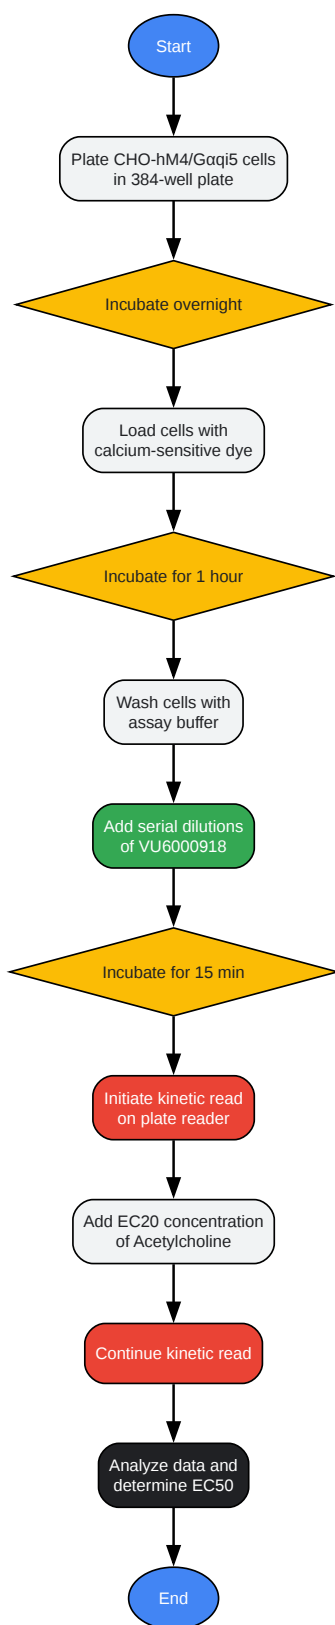 Start
Plate CHO-hM4/Gαqi5 cells
in 384-well plate
Incubate overnight
Load cells with
calcium-sensitive dye
Incubate for 1 hour
Wash cells with
assay buffer
Add serial dilutions
of VU6000918
Incubate for 15 min
Initiate kinetic read
on plate reader
Add EC20 concentration
of Acetylcholine
Continue kinetic read
Analyze data and
determine EC50
End